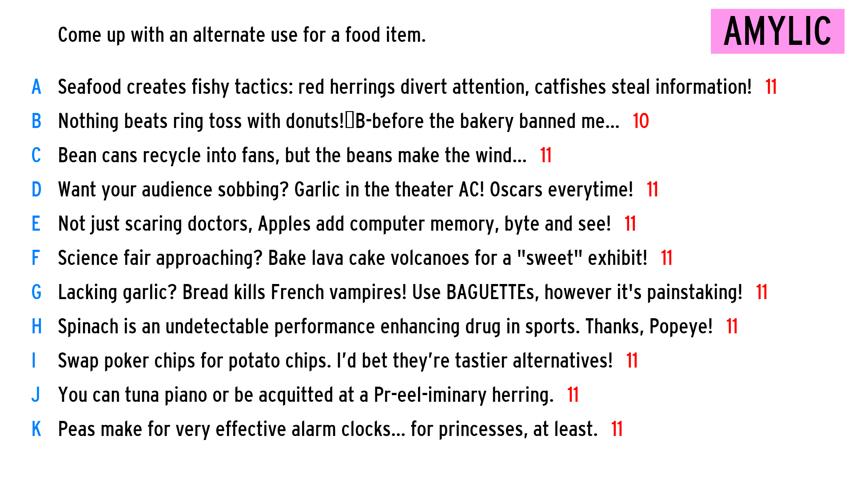 Come up with an alternate use for a food item.
AMYLIC
A Seafood creates fishy tactics: red herrings divert attention, catfishes steal information! 11
B Nothing beats ring toss with donuts!▯B-before the bakery banned me... 10
C Bean cans recycle into fans, but the beans make the wind... 11
D Want your audience sobbing? Garlic in the theater AC! Oscars everytime! 11
E Not just scaring doctors, Apples add computer memory, byte and see! 11
F Science fair approaching? Bake lava cake volcanoes for a "sweet" exhibit! 11
G Lacking garlic? Bread kills French vampires! Use BAGUETTEs, however it's painstaking! 11
H Spinach is an undetectable performance enhancing drug in sports. Thanks, Popeye! 11
I Swap poker chips for potato chips. I’d bet they’re tastier alternatives! 11
J You can tuna piano or be acquitted at a Pr-eel-iminary herring. 11
K Peas make for very effective alarm clocks... for princesses, at least. 11